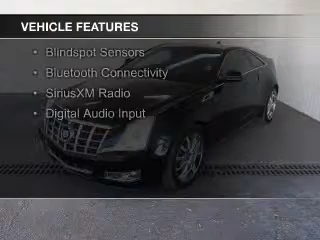 VEHICLE FEATURES
• Blindspot Sensors
• Bluetooth Connectivity
• SiriusXM Radio
• Digital Audio Input